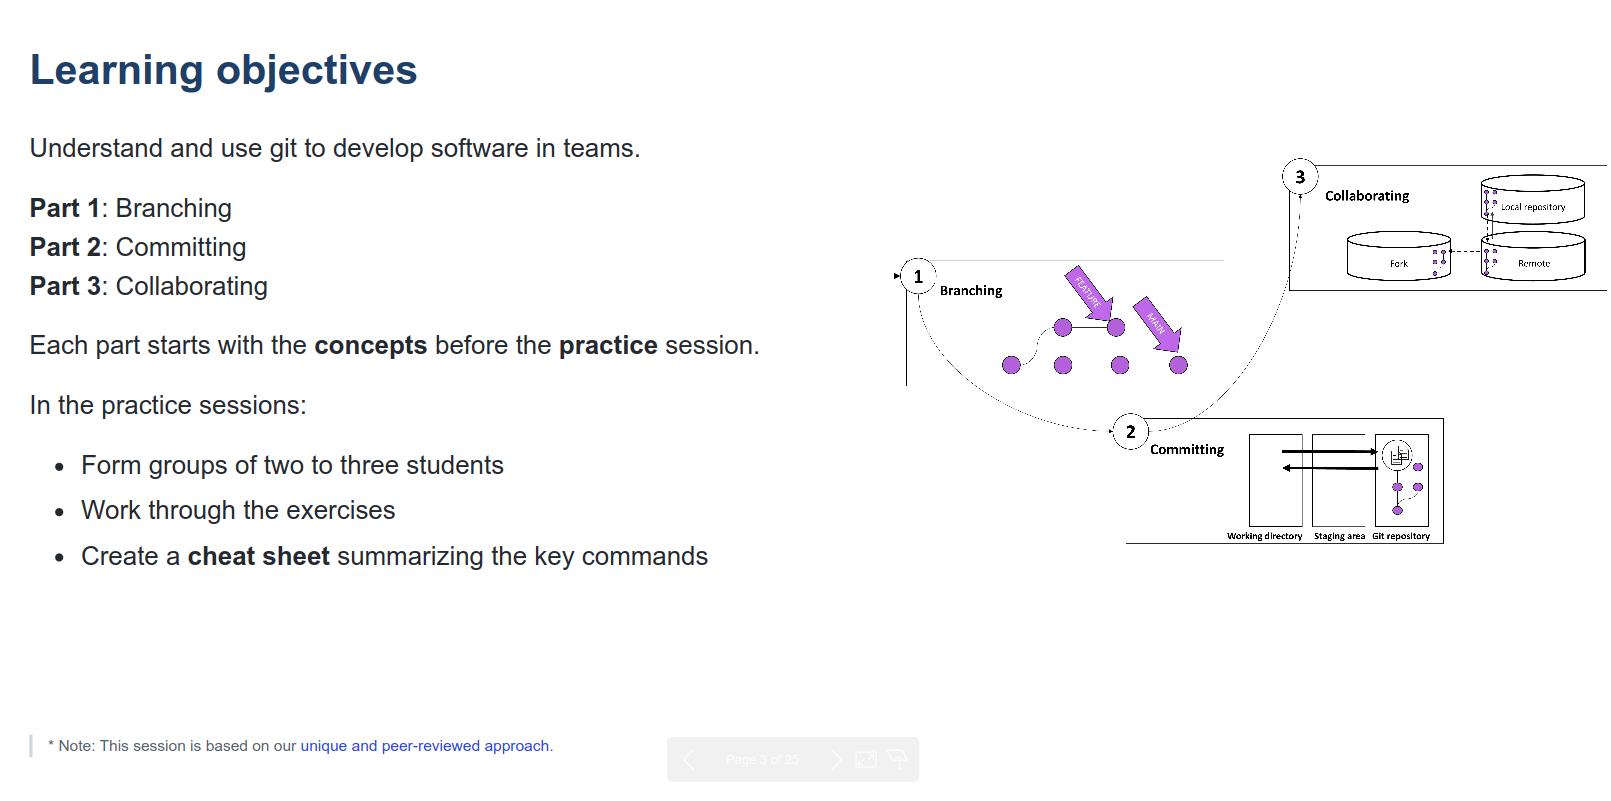 Learning objectives
Understand and use git to develop software in teams.
Part 1: Branching
Part 2: Committing
Part 3: Collaborating
Each part starts with the concepts before the practice session.
In the practice sessions:
• Form groups of two to three students
• Work through the exercises
• Create a cheat sheet summarizing the key commands
* Note: This session is based on our unique and peer-reviewed approach.
1
Branching
FEATURE
MAIN
2
Committing
Working directory
Staging area
Git repository
3
Collaborating
Local repository
Fork
Remote
Page 3 of 25